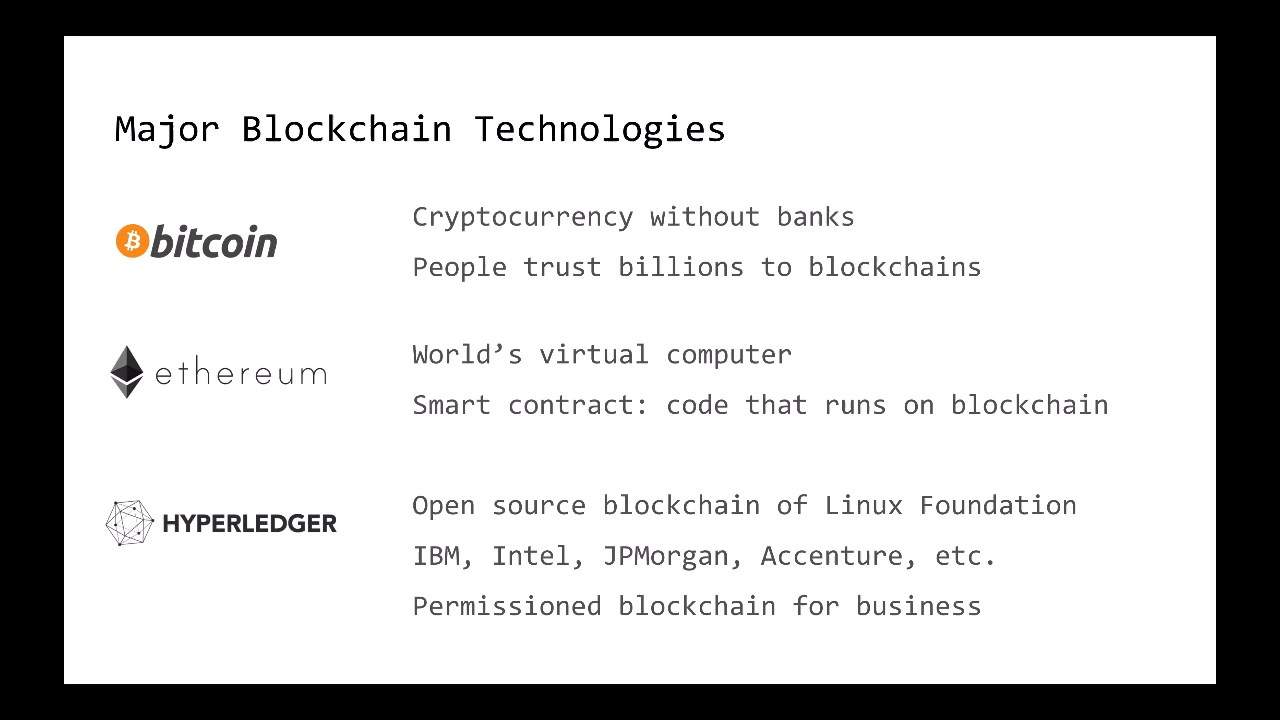 Major Blockchain Technologies
bitcoin
Cryptocurrency without banks
People trust billions to blockchains
ethereum
World’s virtual computer
Smart contract: code that runs on blockchain
HYPERLEDGER
Open source blockchain of Linux Foundation
IBM, Intel, JPMorgan, Accenture, etc.
Permissioned blockchain for business